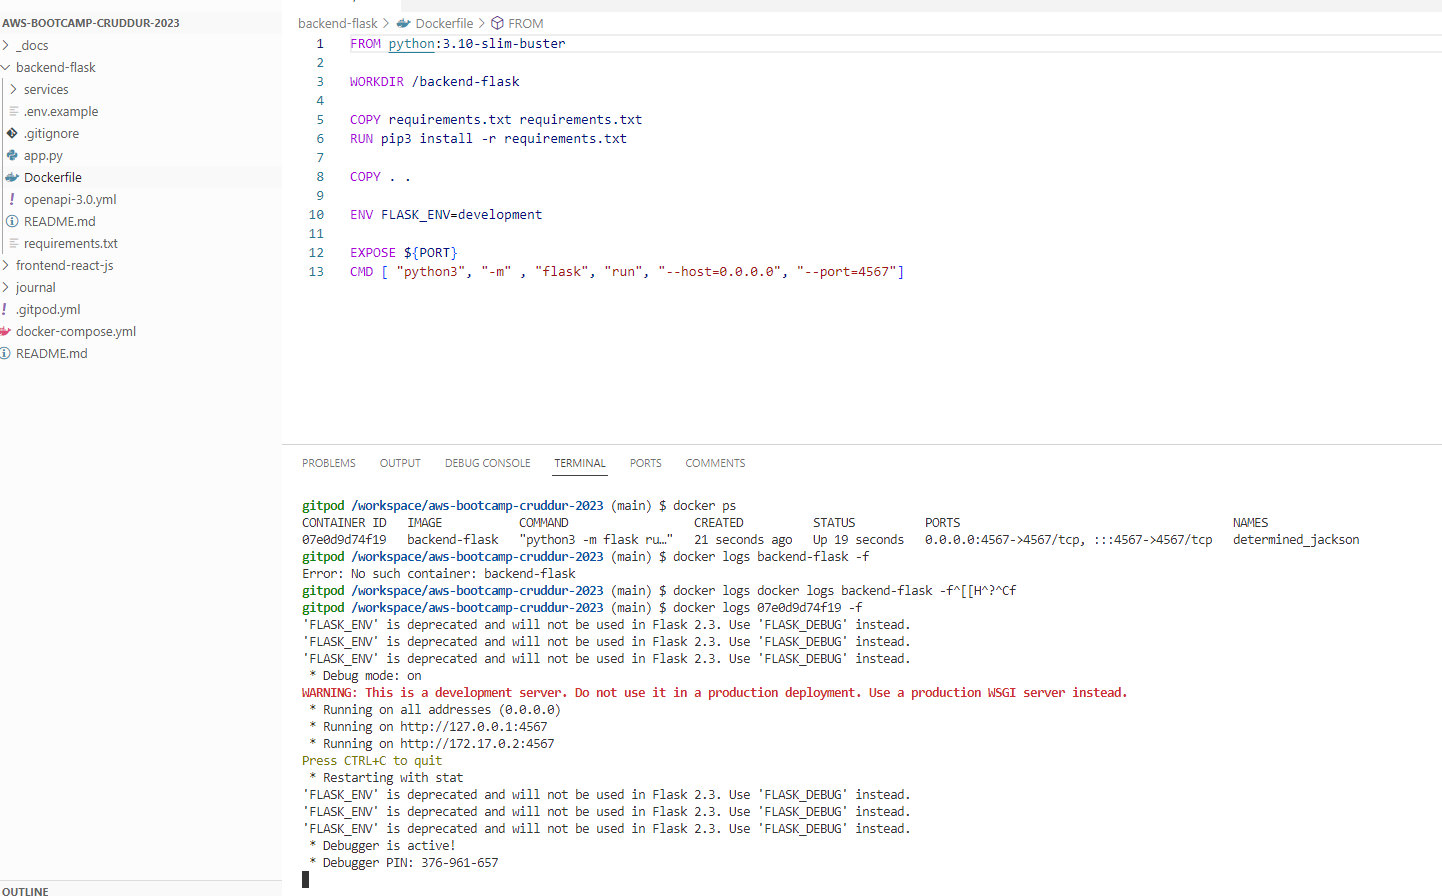 AWS-BOOTCAMP-CRUDDUR-2023
_docs
backend-flask
services
.env.example
.gitignore
app.py
Dockerfile
openapi-3.0.yml
README.md
requirements.txt
frontend-react-js
journal
.gitpod.yml
docker-compose.yml
README.md
OUTLINE
backend-flask > Dockerfile > FROM
1 FROM python:3.10-slim-buster
2
3 WORKDIR /backend-flask
4
5 COPY requirements.txt requirements.txt
6 RUN pip3 install -r requirements.txt
7
8 COPY . .
9
10 ENV FLASK_ENV=development
11
12 EXPOSE ${PORT}
13 CMD [ "python3", "-m" , "flask", "run", "--host=0.0.0.0", "--port=4567"]
PROBLEMS OUTPUT DEBUG CONSOLE TERMINAL PORTS COMMENTS
gitpod /workspace/aws-bootcamp-cruddur-2023 (main) $ docker ps
CONTAINER ID IMAGE COMMAND CREATED STATUS PORTS NAMES
07e0d9d74f19 backend-flask "python3 -m flask ru…" 21 seconds ago Up 19 seconds 0.0.0.0:4567->4567/tcp, :::4567->4567/tcp determined_jackson
gitpod /workspace/aws-bootcamp-cruddur-2023 (main) $ docker logs backend-flask -f
Error: No such container: backend-flask
gitpod /workspace/aws-bootcamp-cruddur-2023 (main) $ docker logs docker logs backend-flask -f^[[H^?^Cf
gitpod /workspace/aws-bootcamp-cruddur-2023 (main) $ docker logs 07e0d9d74f19 -f
'FLASK_ENV' is deprecated and will not be used in Flask 2.3. Use 'FLASK_DEBUG' instead.
'FLASK_ENV' is deprecated and will not be used in Flask 2.3. Use 'FLASK_DEBUG' instead.
'FLASK_ENV' is deprecated and will not be used in Flask 2.3. Use 'FLASK_DEBUG' instead.
* Debug mode: on
WARNING: This is a development server. Do not use it in a production deployment. Use a production WSGI server instead.
* Running on all addresses (0.0.0.0)
* Running on http://127.0.0.1:4567
* Running on http://172.17.0.2:4567
Press CTRL+C to quit
* Restarting with stat
'FLASK_ENV' is deprecated and will not be used in Flask 2.3. Use 'FLASK_DEBUG' instead.
'FLASK_ENV' is deprecated and will not be used in Flask 2.3. Use 'FLASK_DEBUG' instead.
'FLASK_ENV' is deprecated and will not be used in Flask 2.3. Use 'FLASK_DEBUG' instead.
* Debugger is active!
* Debugger PIN: 376-961-657